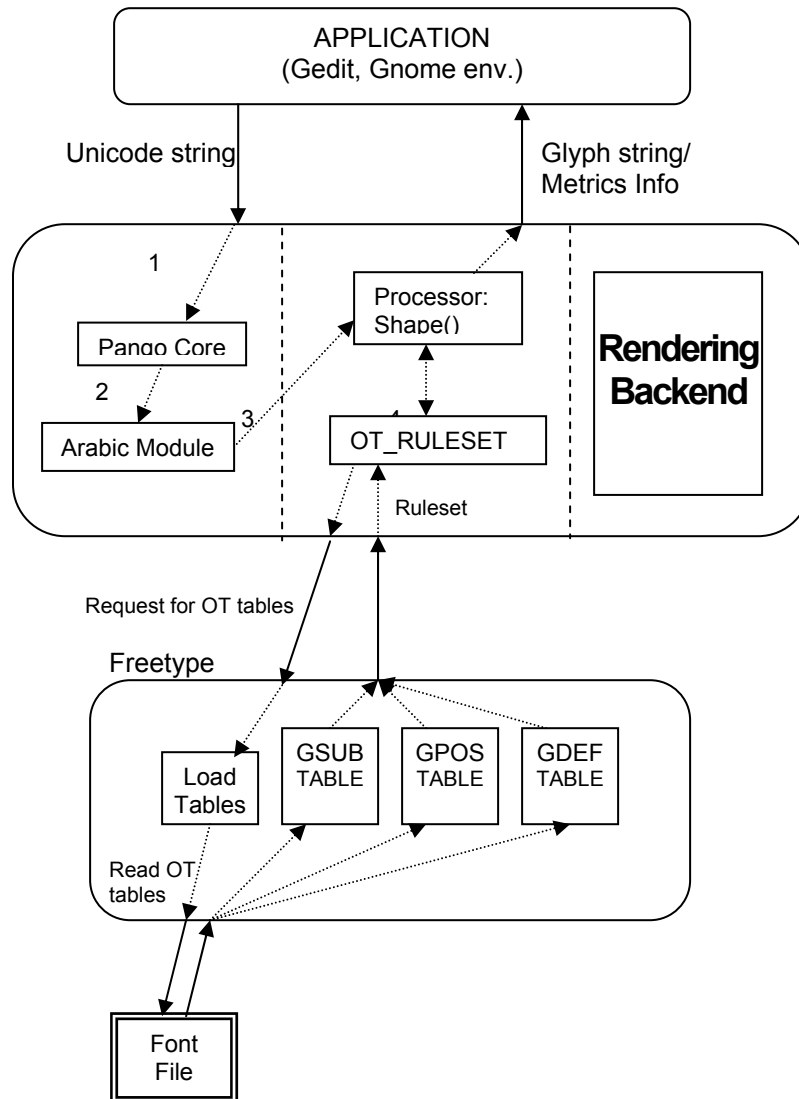 APPLICATION
(Gedit, Gnome env.)
Unicode string
Glyph string/
Metrics Info
1
Processor:
Shape()
Pango Core
Rendering
Backend
2
3
Arabic Module
OT_RULESET
Ruleset
Request for OT tables
Freetype
Load
Tables
GSUB
TABLE
GPOS
TABLE
GDEF
TABLE
Read OT
tables
Font
File